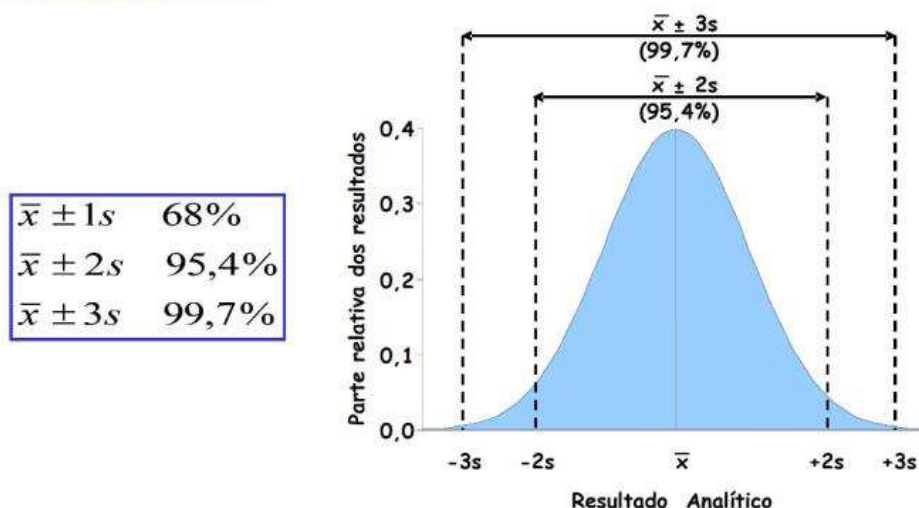 x̄ ± 1s 68%
x̄ ± 2s 95,4%
x̄ ± 3s 99,7%
x̄ ± 3s
(99,7%)
x̄ ± 2s
(95,4%)
Parte relativa dos resultados
0,4
0,3
0,2
0,1
0,0
-3s -2s x̄ +2s +3s
Resultado Analítico